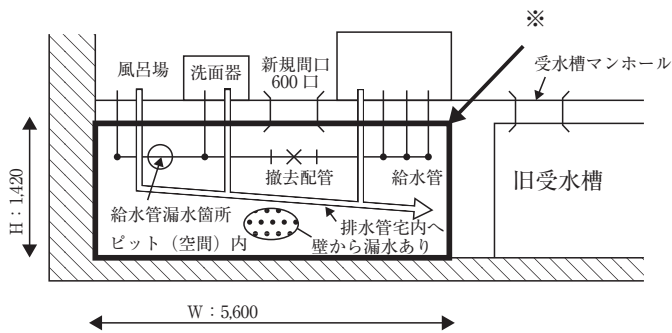 ※
風呂場
洗面器
新規間口
600 口
受水槽マンホール
撤去配管
給水管
旧受水槽
給水管漏水箇所
排水管宅内へ
ピット（空間）内
壁から漏水あり
H：1,420
W：5,600